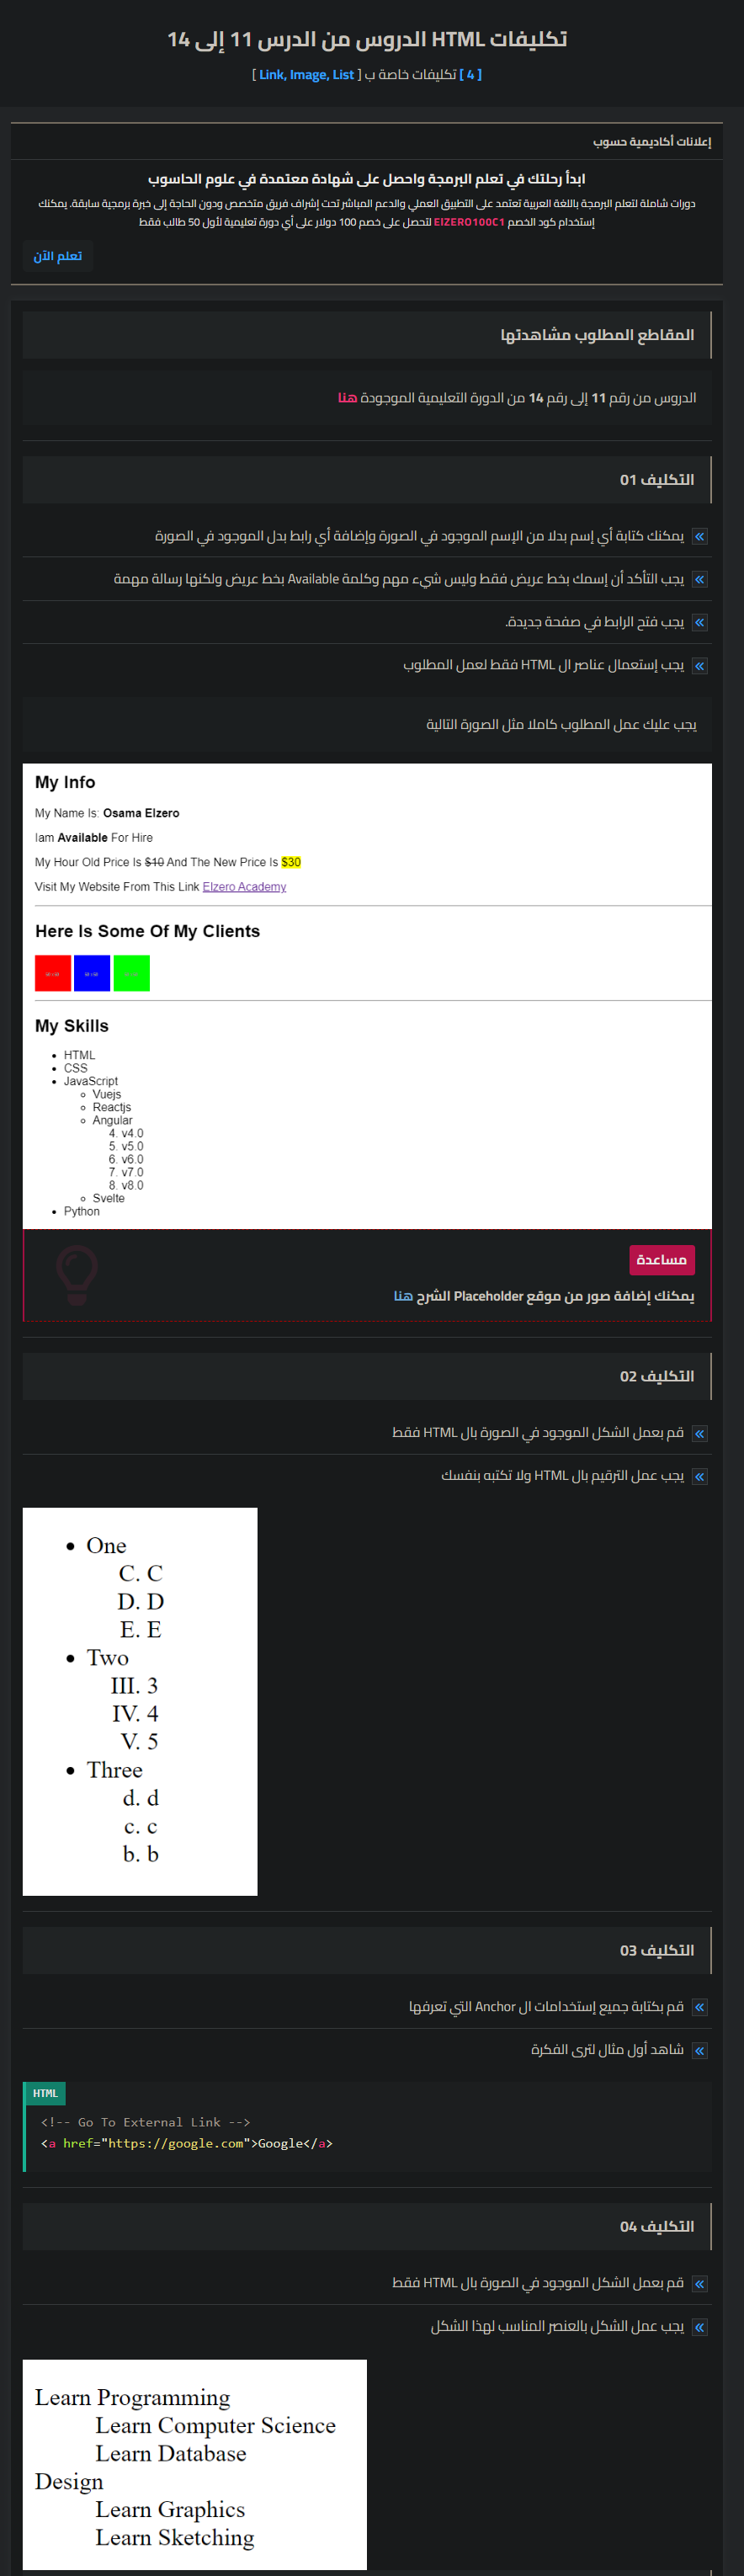 تكليفات HTML الدروس من الدرس 11 إلى 14
[ 4 ] تكليفات خاصة ب [ Link, Image, List ]
إعلانات أكاديمية حسوب
ابدأ رحلتك في تعلم البرمجة واحصل على شهادة معتمدة في علوم الحاسوب
دورات شاملة لتعلم البرمجة باللغة العربية تعتمد على التطبيق العملي والدعم المباشر تحت إشراف فريق متخصص ودون الحاجة إلى خبرة برمجية سابقة. يمكنك
إستخدام كود الخصم ElZERO100C1 لتحصل على خصم 100 دولار على أي دورة تعليمية لأول 50 طالب فقط
تعلم الآن
المقاطع المطلوب مشاهدتها
الدروس من رقم 11 إلى رقم 14 من الدورة التعليمية الموجودة هنا
التكليف 01
« يمكنك كتابة أي إسم بدلا من الإسم الموجود في الصورة وإضافة أي رابط بدل الموجود في الصورة
« يجب التأكد أن إسمك بخط عريض فقط وليس شيء مهم وكلمة Available بخط عريض ولكنها رسالة مهمة
« يجب فتح الرابط في صفحة جديدة.
« يجب إستعمال عناصر ال HTML فقط لعمل المطلوب
يجب عليك عمل المطلوب كاملا مثل الصورة التالية
My Info
My Name Is: Osama Elzero
Iam Available For Hire
My Hour Old Price Is $10 And The New Price Is $30
Visit My Website From This Link Elzero Academy
Here Is Some Of My Clients
My Skills
• HTML
• CSS
• JavaScript
◦ Vuejs
◦ Reactjs
◦ Angular
4. v4.0
5. v5.0
6. v6.0
7. v7.0
8. v8.0
◦ Svelte
• Python
مساعدة
يمكنك إضافة صور من موقع Placeholder الشرح هنا
التكليف 02
« قم بعمل الشكل الموجود في الصورة بال HTML فقط
« يجب عمل الترقيم بال HTML ولا تكتبه بنفسك
• One
C. C
D. D
E. E
• Two
III. 3
IV. 4
V. 5
• Three
d. d
c. c
b. b
التكليف 03
« قم بكتابة جميع إستخدامات ال Anchor التي تعرفها
« شاهد أول مثال لترى الفكرة
HTML
<!-- Go To External Link -->
<a href="https://google.com">Google</a>
التكليف 04
« قم بعمل الشكل الموجود في الصورة بال HTML فقط
« يجب عمل الشكل بالعنصر المناسب لهذا الشكل
Learn Programming
Learn Computer Science
Learn Database
Design
Learn Graphics
Learn Sketching